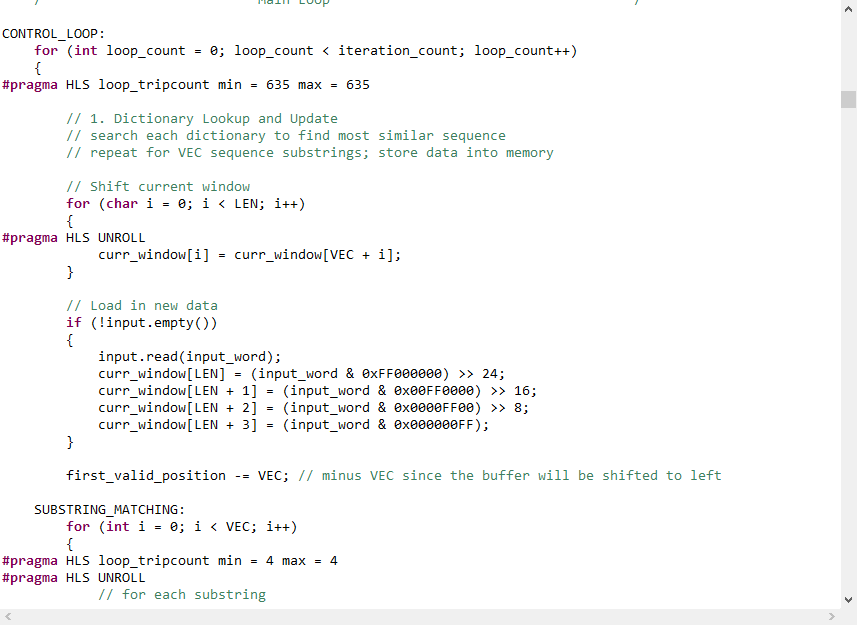 Main Loop
CONTROL_LOOP:
    for (int loop_count = 0; loop_count < iteration_count; loop_count++)
    {
#pragma HLS loop_tripcount min = 635 max = 635
        // 1. Dictionary Lookup and Update
        // search each dictionary to find most similar sequence
        // repeat for VEC sequence substrings; store data into memory
        // Shift current window
        for (char i = 0; i < LEN; i++)
        {
#pragma HLS UNROLL
            curr_window[i] = curr_window[VEC + i];
        }
        // Load in new data
        if (!input.empty())
        {
            input.read(input_word);
            curr_window[LEN] = (input_word & 0xFF000000) >> 24;
            curr_window[LEN + 1] = (input_word & 0x00FF0000) >> 16;
            curr_window[LEN + 2] = (input_word & 0x0000FF00) >> 8;
            curr_window[LEN + 3] = (input_word & 0x000000FF);
        }
        first_valid_position -= VEC; // minus VEC since the buffer will be shifted to left
    SUBSTRING_MATCHING:
        for (int i = 0; i < VEC; i++)
        {
#pragma HLS loop_tripcount min = 4 max = 4
#pragma HLS UNROLL
            // for each substring